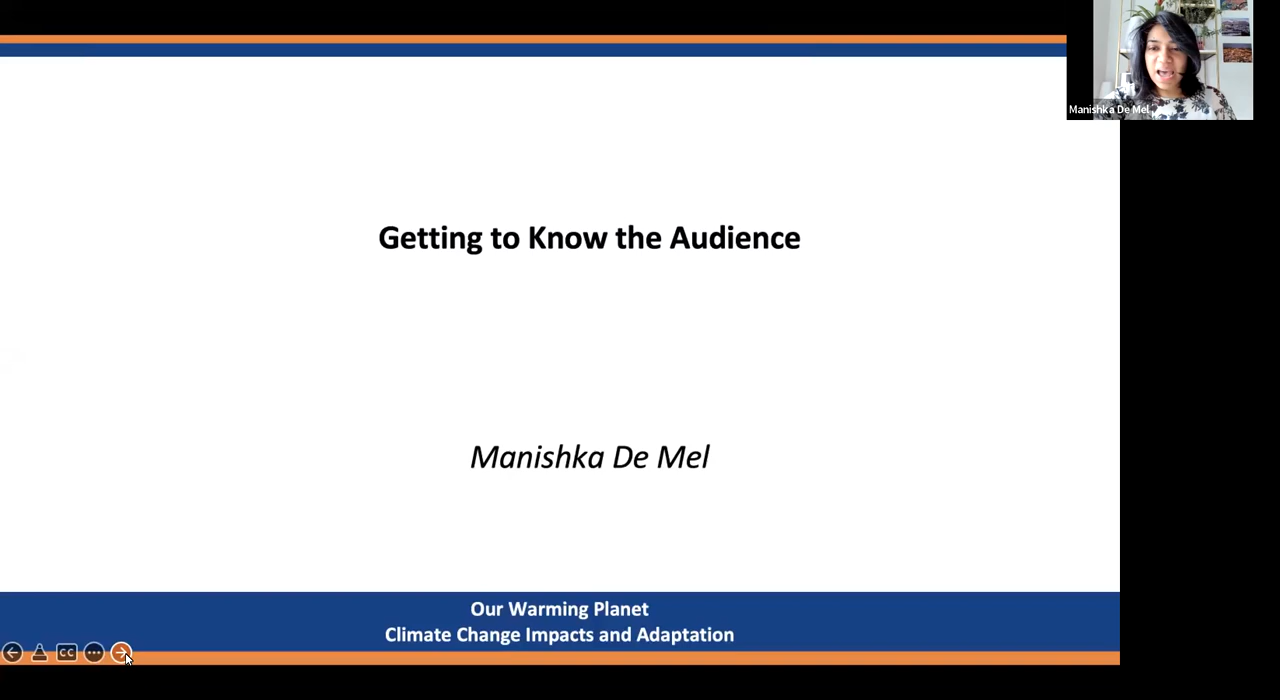 Manishka De Mel
Getting to Know the Audience
Manishka De Mel
Our Warming Planet
Climate Change Impacts and Adaptation
CC